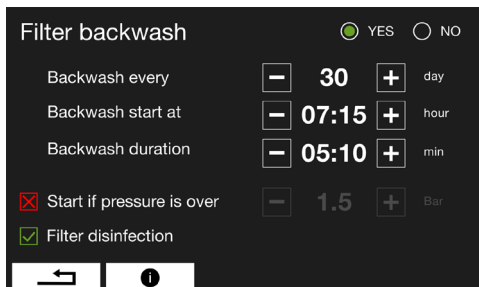 Filter backwash YES NO
Backwash every − 30 + day
Backwash start at − 07:15 + hour
Backwash duration − 05:10 + min
Start if pressure is over − 1.5 + Bar
Filter disinfection
i